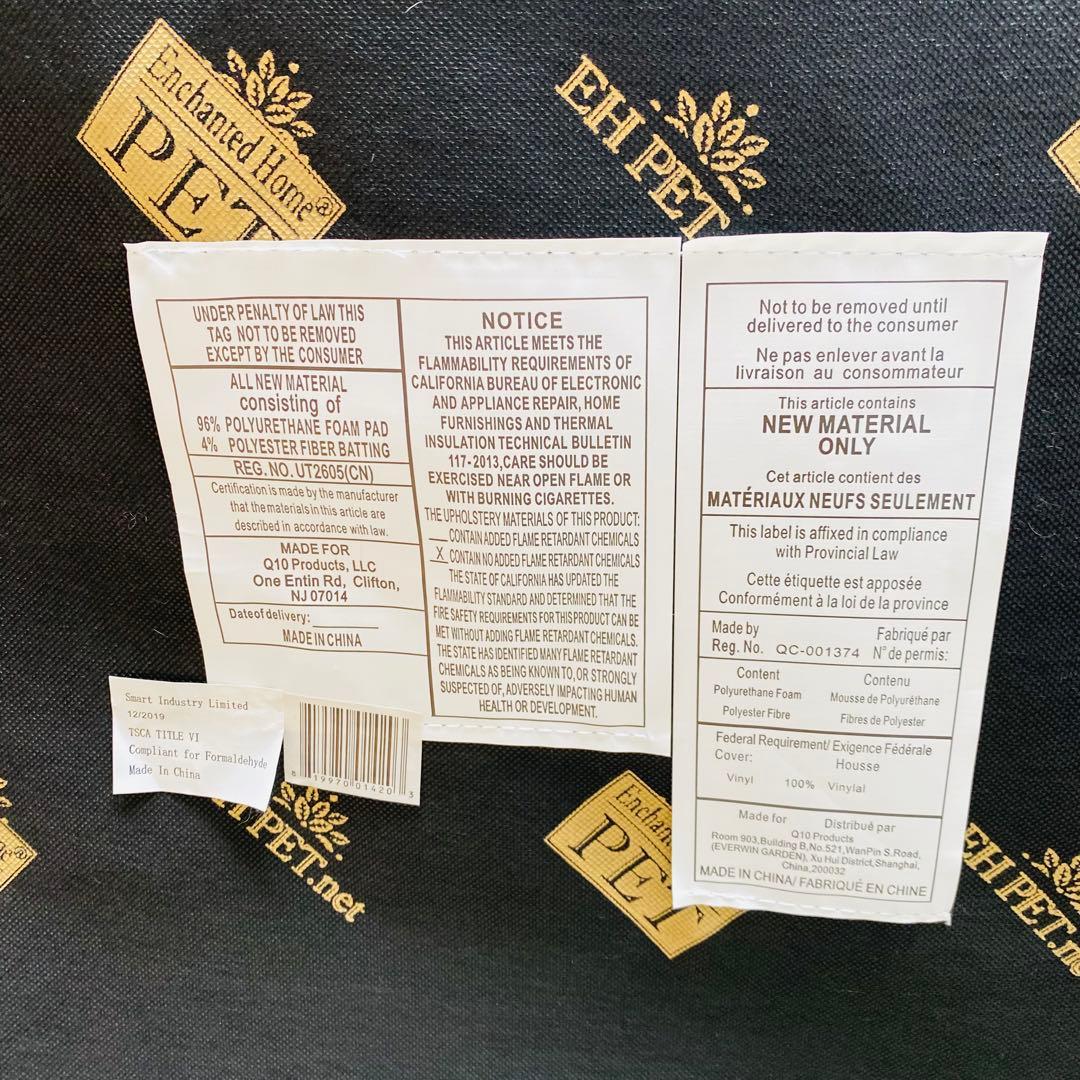 Enchanted Home®
PET
EH PET
UNDER PENALTY OF LAW THIS
TAG NOT TO BE REMOVED
EXCEPT BY THE CONSUMER
ALL NEW MATERIAL
consisting of
96% POLYURETHANE FOAM PAD
4% POLYESTER FIBER BATTING
REG. NO. UT2605(CN)
Certification is made by the manufacturer
that the materials in this article are
described in accordance with law.
MADE FOR
Q10 Products, LLC
One Entin Rd, Clifton,
NJ 07014
Date of delivery:
MADE IN CHINA
NOTICE
THIS ARTICLE MEETS THE
FLAMMABILITY REQUIREMENTS OF
CALIFORNIA BUREAU OF ELECTRONIC
AND APPLIANCE REPAIR, HOME
FURNISHINGS AND THERMAL
INSULATION TECHNICAL BULLETIN
117-2013,CARE SHOULD BE
EXERCISED NEAR OPEN FLAME OR
WITH BURNING CIGARETTES.
THE UPHOLSTERY MATERIALS OF THIS PRODUCT:
CONTAIN ADDED FLAME RETARDANT CHEMICALS
X CONTAIN NO ADDED FLAME RETARDANT CHEMICALS
THE STATE OF CALIFORNIA HAS UPDATED THE
FLAMMABILITY STANDARD AND DETERMINED THAT THE
FIRE SAFETY REQUIREMENTS FOR THIS PRODUCT CAN BE
MET WITHOUT ADDING FLAME RETARDANT CHEMICALS.
THE STATE HAS IDENTIFIED MANY FLAME RETARDANT
CHEMICALS AS BEING KNOWN TO, OR STRONGLY
SUSPECTED OF, ADVERSELY IMPACTING HUMAN
HEALTH OR DEVELOPMENT.
Not to be removed until
delivered to the consumer
Ne pas enlever avant la
livraison au consommateur
This article contains
NEW MATERIAL
ONLY
Cet article contient des
MATÉRIAUX NEUFS SEULEMENT
This label is affixed in compliance
with Provincial Law
Cette étiquette est apposée
Conformément à la loi de la province
Made by Fabriqué par
Reg. No. QC-001374 N° de permis:
Content Contenu
Polyurethane Foam Mousse de Polyuréthane
Polyester Fibre Fibres de Polyester
Federal Requirement/ Exigence Fédérale
Cover: Housse
Vinyl 100% Vinylal
Made for Distribué par
Q10 Products
Room 903,Building B,No.521,WanPin S.Road,
(EVERWIN GARDEN), Xu Hui District,Shanghai,
China,200032
MADE IN CHINA/ FABRIQUÉ EN CHINE
Smart Industry Limited
12/2019
TSCA TITLE VI
Compliant for Formaldehyde
Made In China
8 19970 01420 3
PET.net
Enchan
PET
EH PET.ne